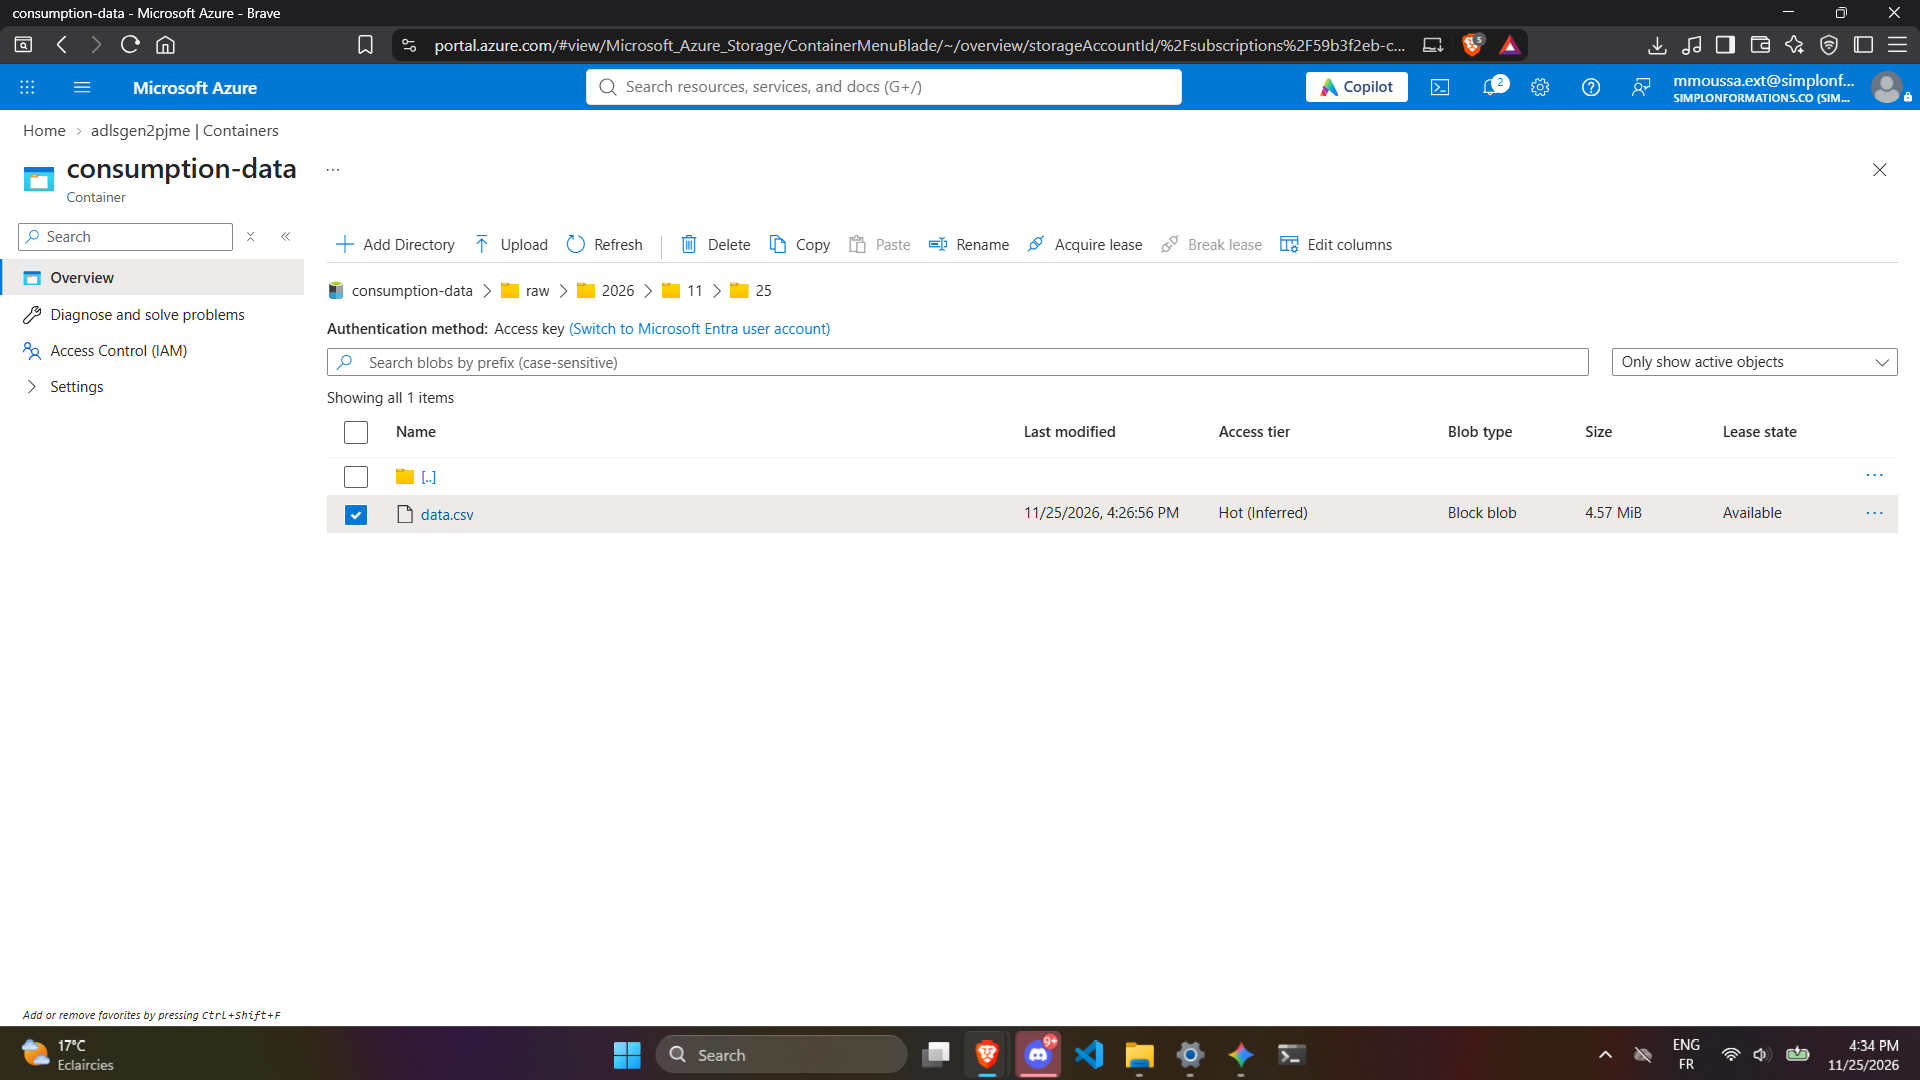 consumption-data - Microsoft Azure - Brave
portal.azure.com/#view/Microsoft_Azure_Storage/ContainerMenuBlade/~/overview/storageAccountId/%2Fsubscriptions%2F59b3f2eb-c...
5
Microsoft Azure
Search resources, services, and docs (G+/)
Copilot
2
mmoussa.ext@simplonf...
SIMPLONFORMATIONS.CO (SIM...
Home > adlsgen2pjme | Containers
consumption-data
...
Container
Search
Overview
Diagnose and solve problems
Access Control (IAM)
Settings
Add Directory Upload Refresh Delete Copy Paste Rename Acquire lease Break lease Edit columns
consumption-data > raw > 2026 > 11 > 25
Authentication method: Access key (Switch to Microsoft Entra user account)
Search blobs by prefix (case-sensitive)
Only show active objects
Showing all 1 items
Name Last modified Access tier Blob type Size Lease state
[..]
...
data.csv 11/25/2026, 4:26:56 PM Hot (Inferred) Block blob 4.57 MiB Available ...
Add or remove favorites by pressing Ctrl+Shift+F
17°C
Eclaircies
Search
9+
ENG
FR
4:34 PM
11/25/2026